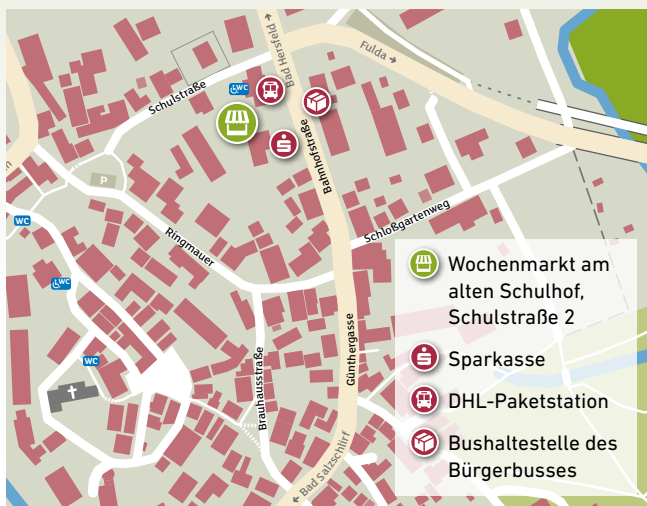 ← Bad Hersfeld
Fulda →
Schulstraße
WC
Bahnhofstraße
P
WC
Ringmauer
Schloßgartenweg
WC
WC
Brauhausstraße
Günthergasse
← Bad Salzschlirf
Wochenmarkt am
alten Schulhof,
Schulstraße 2
Sparkasse
DHL-Paketstation
Bushaltestelle des
Bürgerbusses